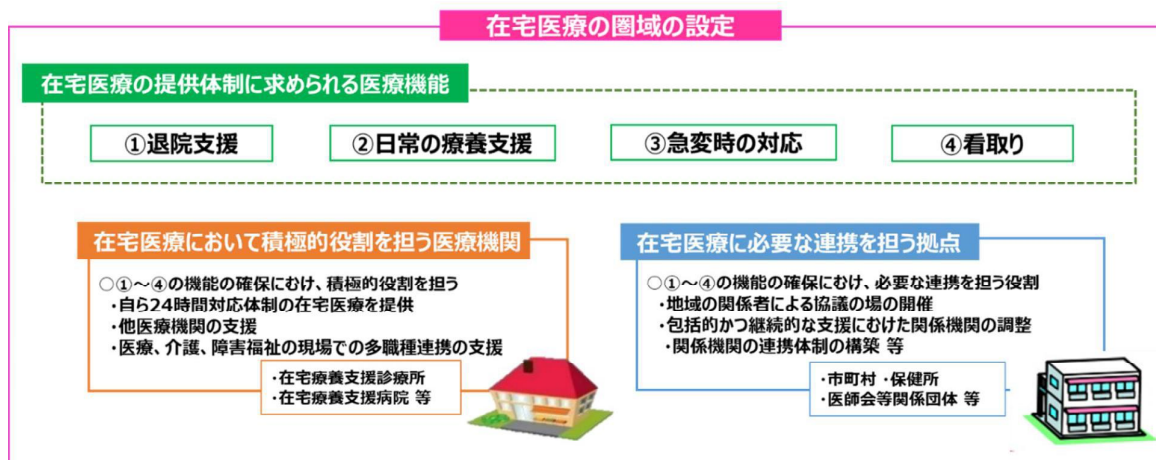 在宅医療の圏域の設定
在宅医療の提供体制に求められる医療機能
①退院支援
②日常の療養支援
③急変時の対応
④看取り
在宅医療において積極的役割を担う医療機関
○①～④の機能の確保にむけ、積極的役割を担う
・自ら24時間対応体制の在宅医療を提供
・他医療機関の支援
・医療、介護、障害福祉の現場での多職種連携の支援
・在宅療養支援診療所
・在宅療養支援病院 等
在宅医療に必要な連携を担う拠点
○①～④の機能の確保にむけ、必要な連携を担う役割
・地域の関係者による協議の場の開催
・包括的かつ継続的な支援にむけた関係機関の調整
・関係機関の連携体制の構築 等
・市町村 ・保健所
・医師会等関係団体 等